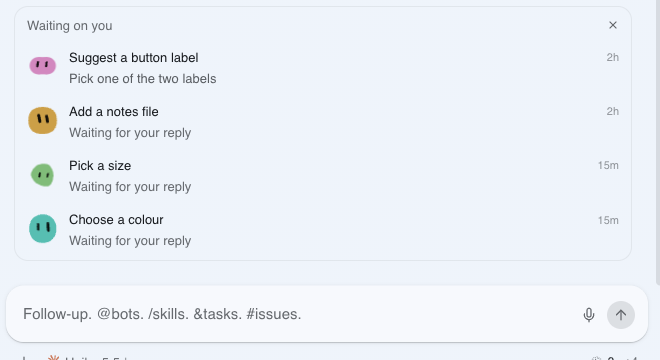 Waiting on you
Suggest a button label
2h
Pick one of the two labels
Add a notes file
2h
Waiting for your reply
Pick a size
15m
Waiting for your reply
Choose a colour
15m
Waiting for your reply
Follow-up. @bots. /skills. &tasks. #issues.